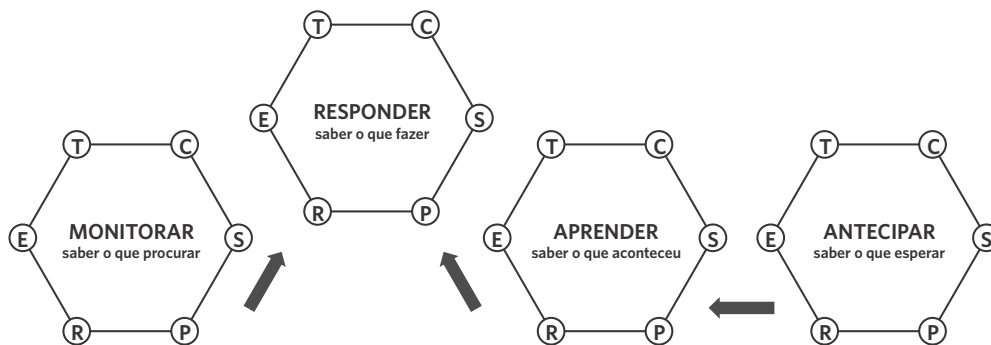 T
C
RESPONDER
saber o que fazer
E
S
R
P
T
C
MONITORAR
saber o que procurar
E
S
R
P
T
C
APRENDER
saber o que aconteceu
E
S
R
P
T
C
ANTECIPAR
saber o que esperar
E
S
R
P